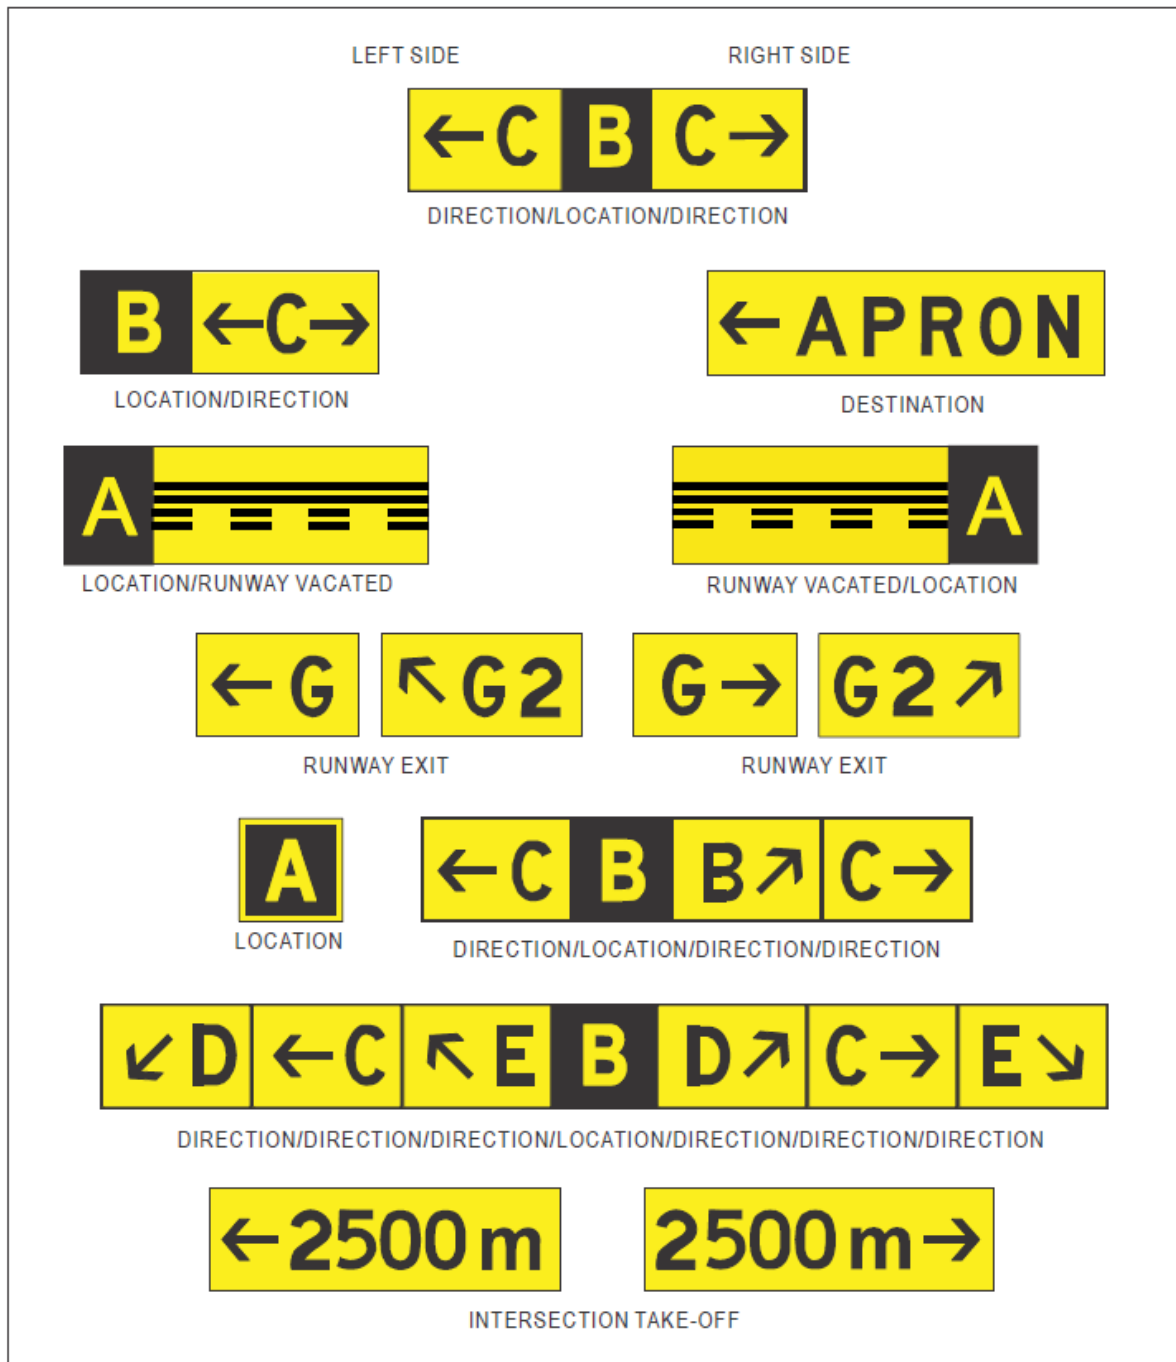 LEFT SIDE RIGHT SIDE
←C B C→
DIRECTION/LOCATION/DIRECTION
B ←C→ ←APRON
LOCATION/DIRECTION DESTINATION
A A
LOCATION/RUNWAY VACATED RUNWAY VACATED/LOCATION
←G ↖G2 G→ G2↗
RUNWAY EXIT RUNWAY EXIT
A ←C B B↗ C→
LOCATION DIRECTION/LOCATION/DIRECTION/DIRECTION
↙D ←C ↖E B D↗ C→ E↘
DIRECTION/DIRECTION/DIRECTION/LOCATION/DIRECTION/DIRECTION/DIRECTION
←2500m 2500m→
INTERSECTION TAKE-OFF